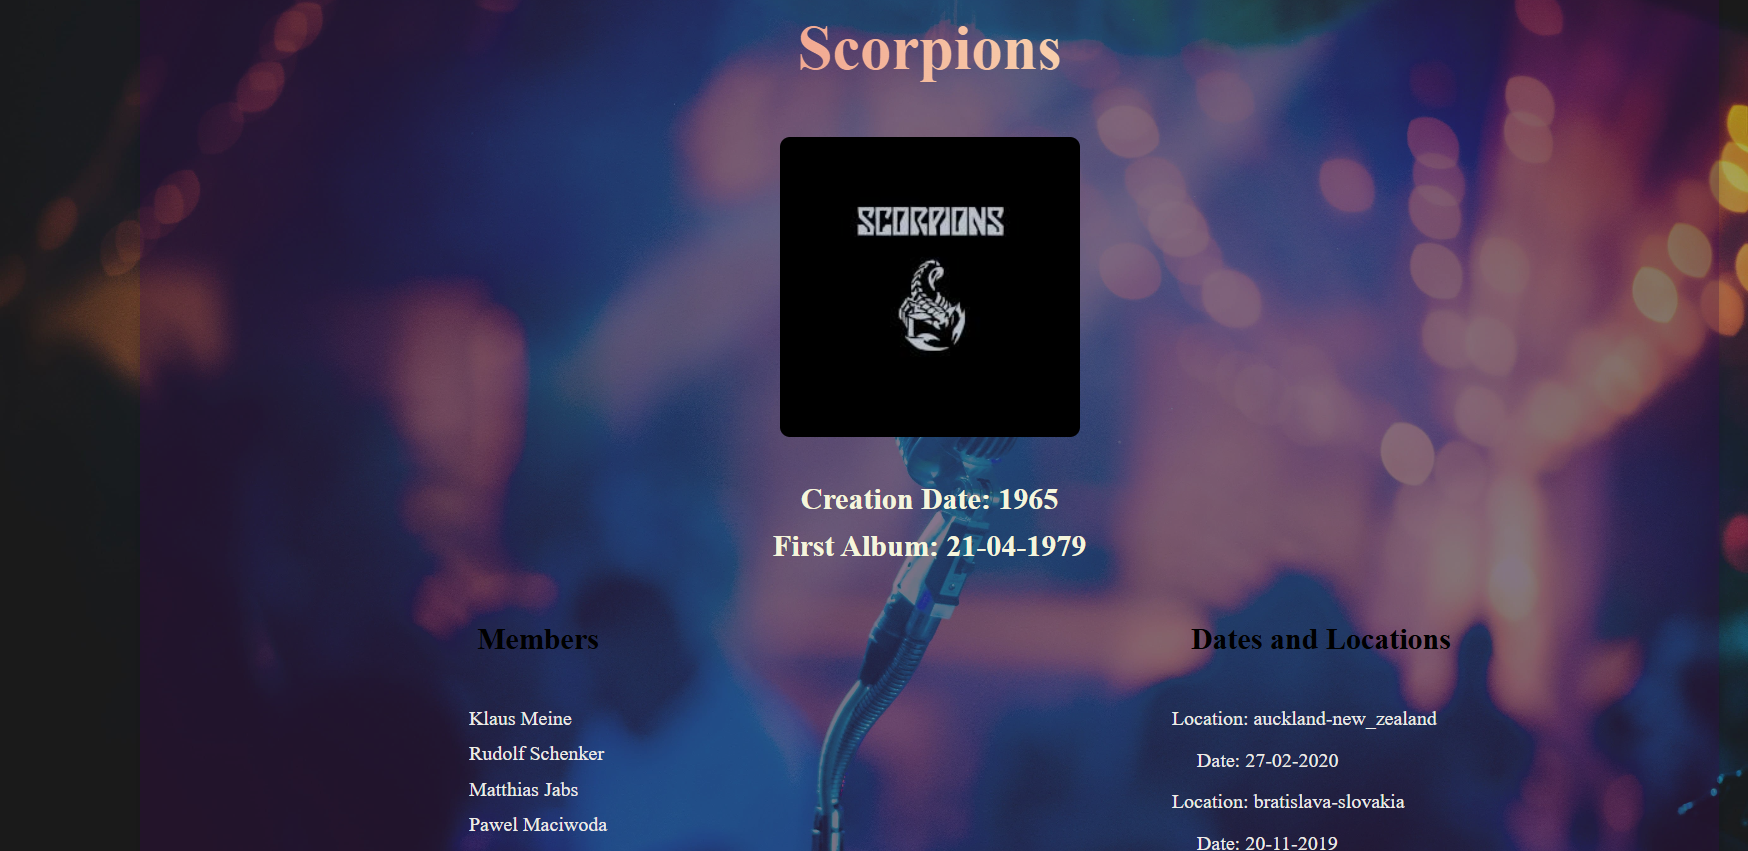 Scorpions
SCORPIONS
Creation Date: 1965
First Album: 21-04-1979
Members
Klaus Meine
Rudolf Schenker
Matthias Jabs
Pawel Maciwoda
Dates and Locations
Location: auckland-new_zealand
Date: 27-02-2020
Location: bratislava-slovakia
Date: 20-11-2019